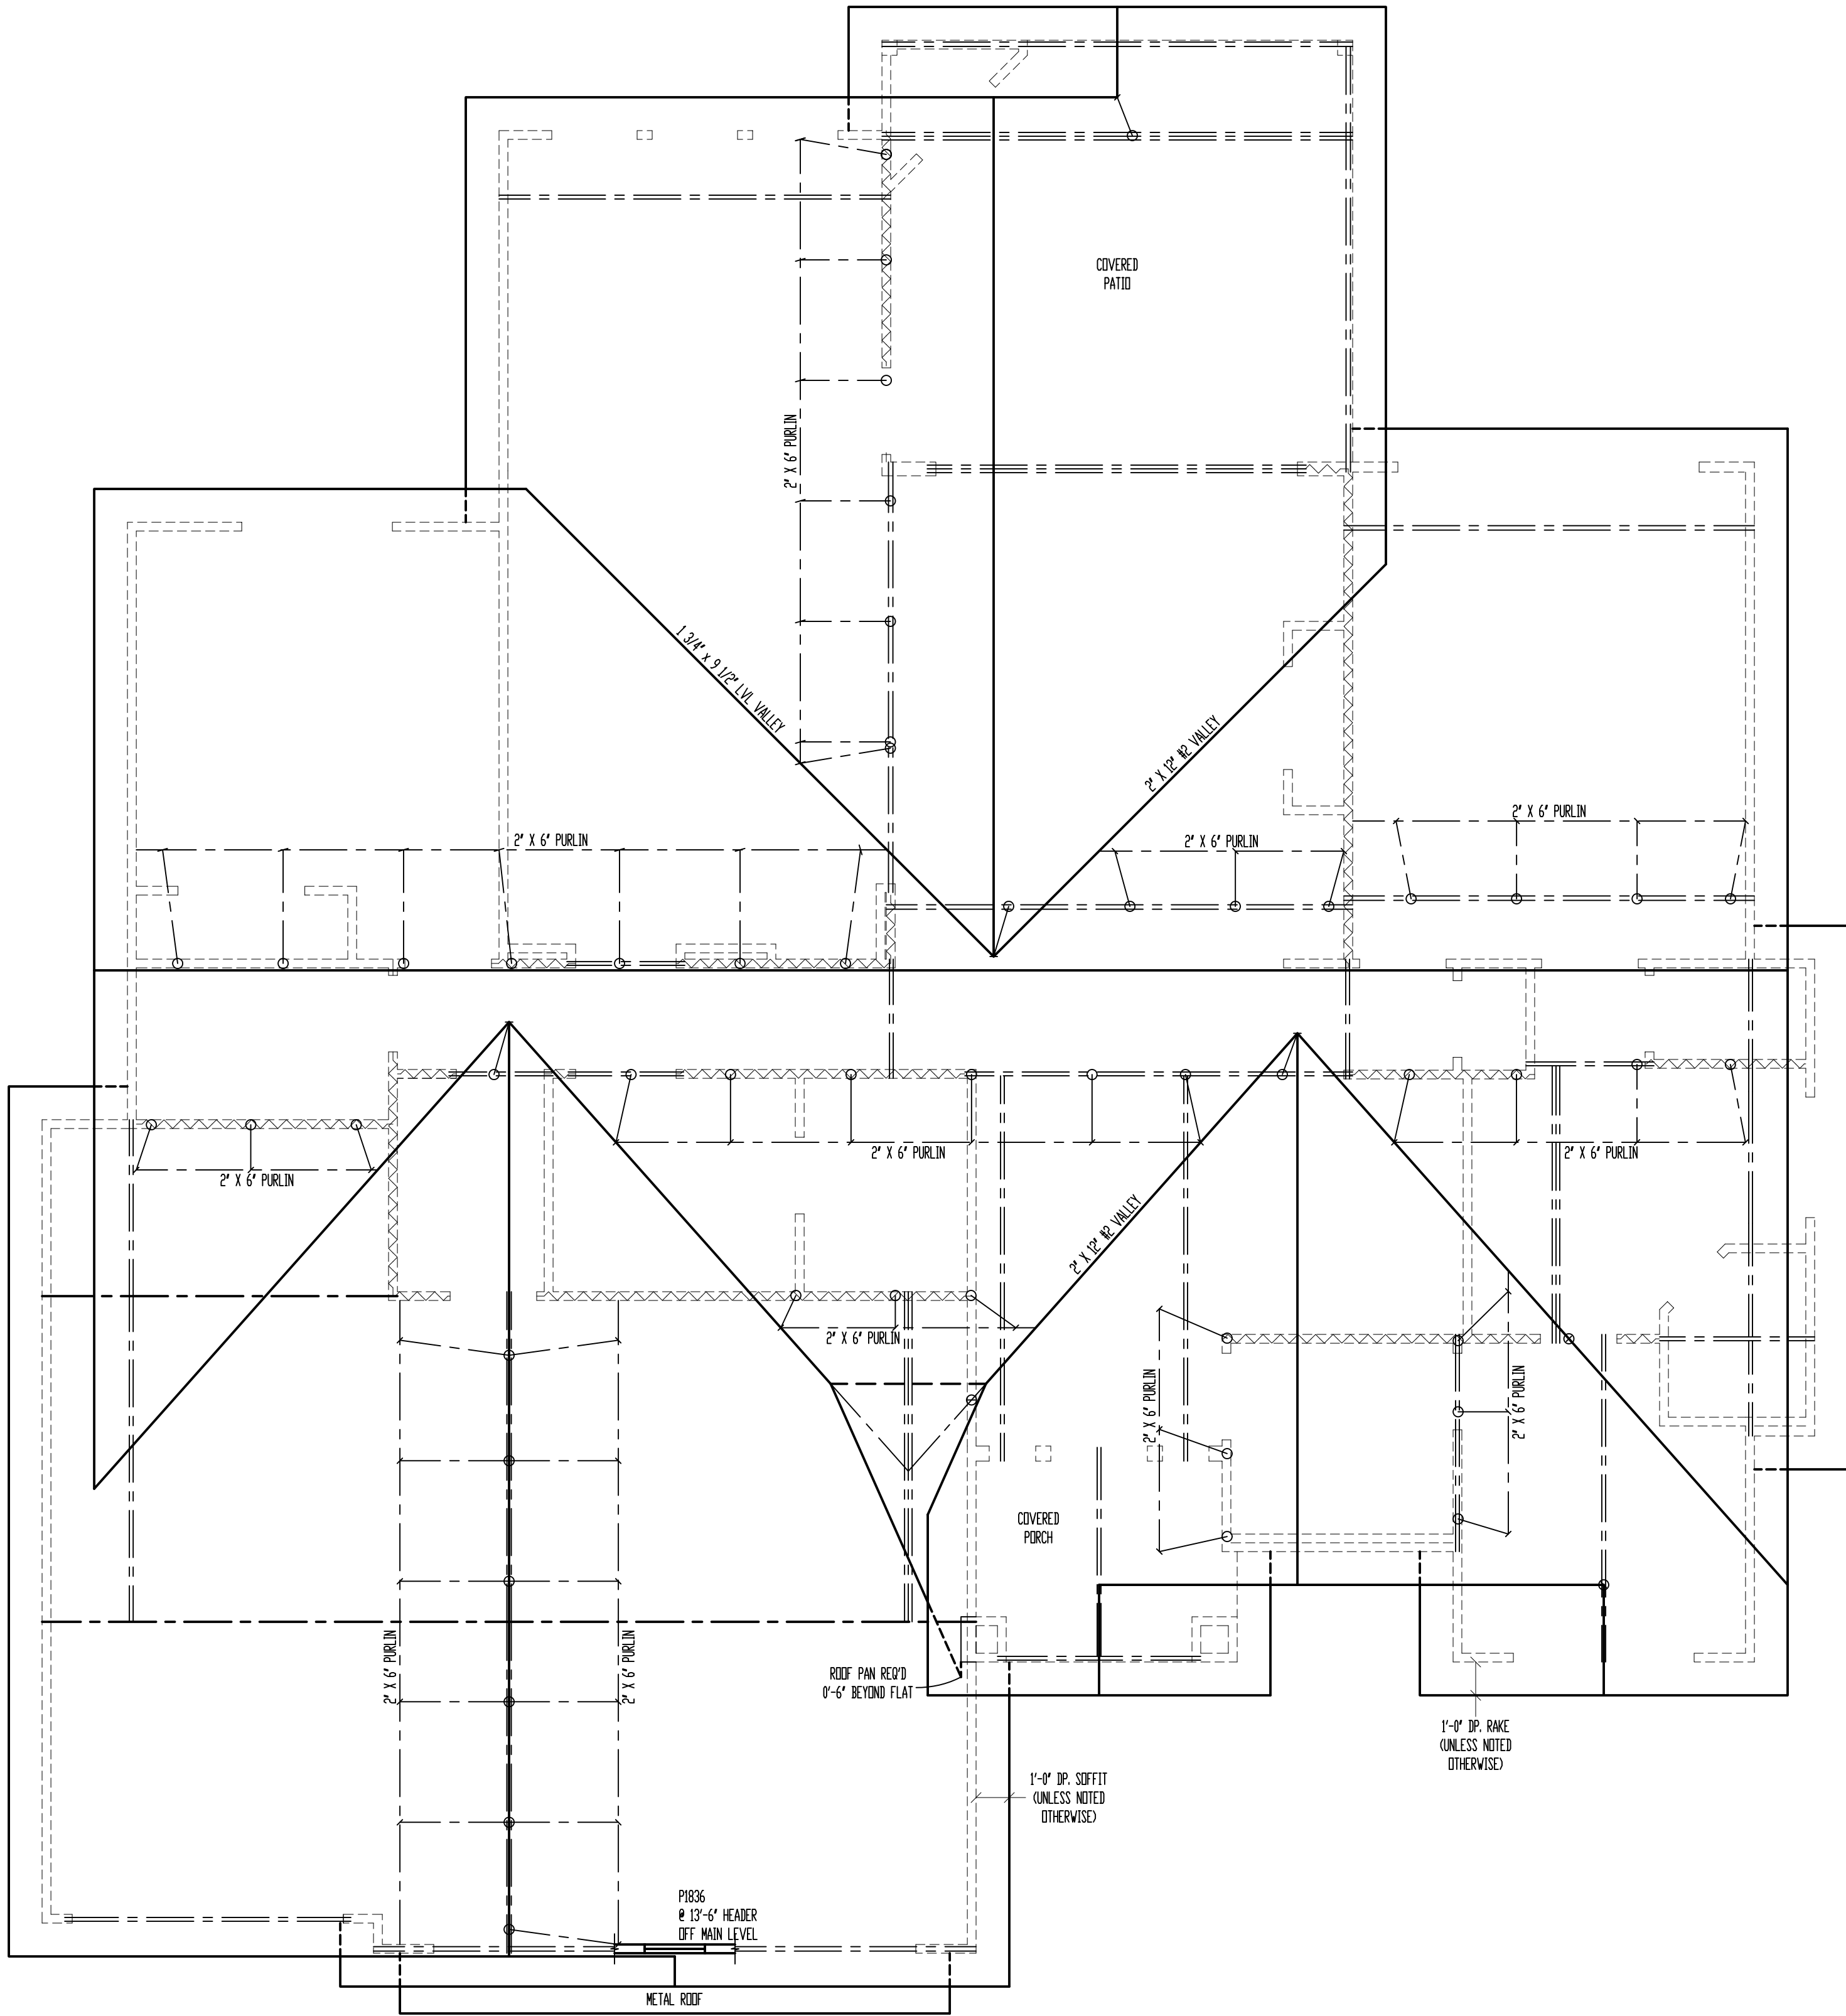 COVERED
PATIO
2" X 6" PURLIN
1 3/4" x 9 1/2" LVL VALLEY
2" X 12" #2 VALLEY
2" X 6" PURLIN
2" X 6" PURLIN
2" X 6" PURLIN
2" X 6" PURLIN
2" X 6" PURLIN
2" X 6" PURLIN
2" X 12" #2 VALLEY
2" X 6" PURLIN
2" X 6" PURLIN
2" X 6" PURLIN
COVERED
PORCH
2" X 6" PURLIN
2" X 6" PURLIN
ROOF PAN REQ'D
0'-6" BEYOND FLAT
1'-0" DP. RAKE
(UNLESS NOTED
OTHERWISE)
1'-0" DP. SOFFIT
(UNLESS NOTED
OTHERWISE)
P1836
@ 13'-6" HEADER
OFF MAIN LEVEL
METAL ROOF